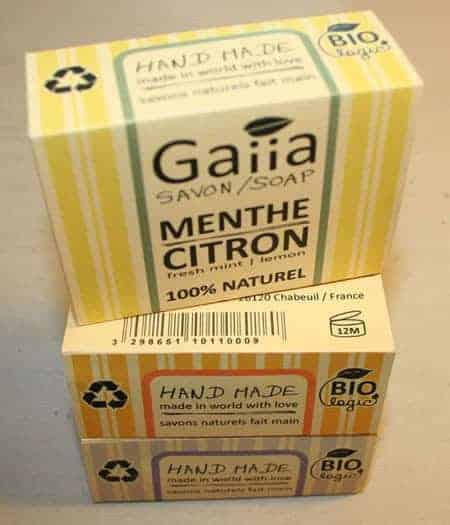 HAND MADE
made in world with love
savons naturels fait main
BIO
logic
Gaiia
SAVON/SOAP
MENTHE
CITRON
fresh mint / lemon
100% NATUREL
26120 Chabeuil / France
3 298651 10110009
12M
HAND MADE
made in world with love
savons naturels fait main
BIO
logic
HAND MADE
made in world with love
savons naturels fait main
BIO
logic